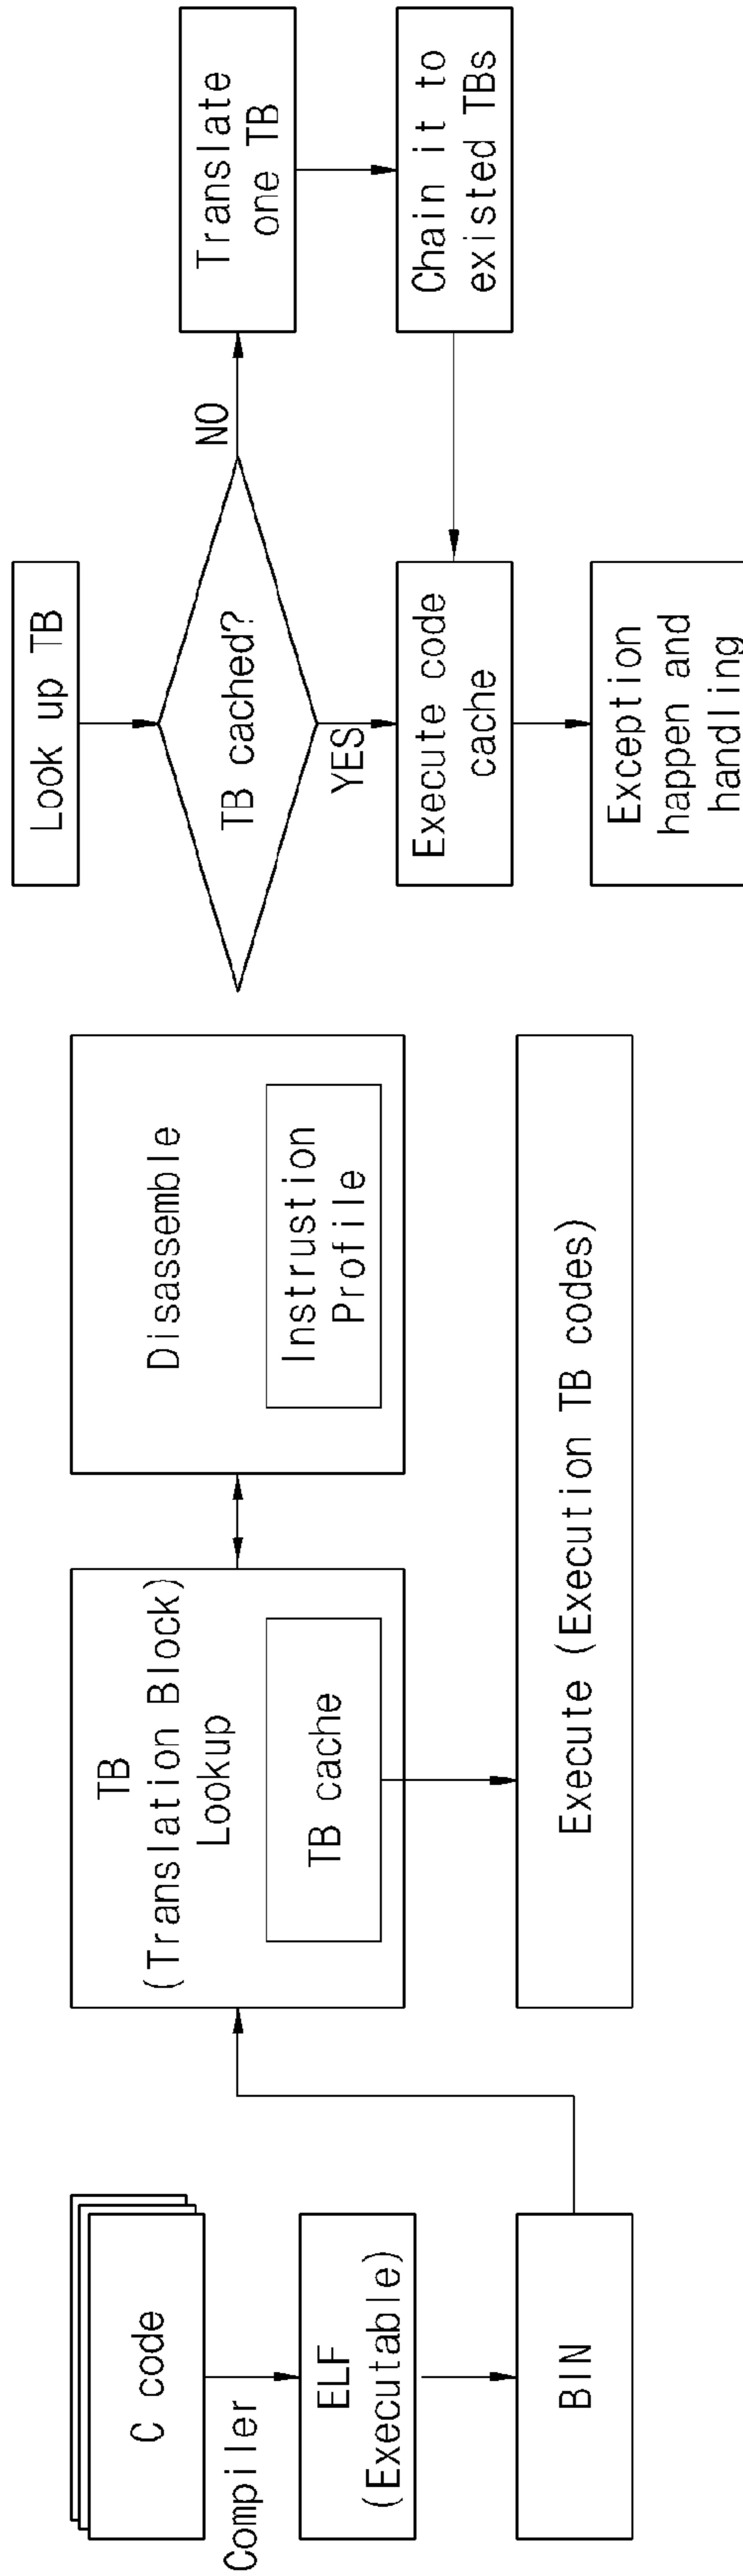 C code
Compiler
ELF
(Executable)
BIN
TB
(Translation Block)
Lookup
TB cache
Disassemble
Instrustion
Profile
Execute (Execution TB codes)
Look up TB
TB cached?
NO
YES
Translate
one TB
Chain it to
existed TBs
Execute code
cache
Exception
happen and
handling